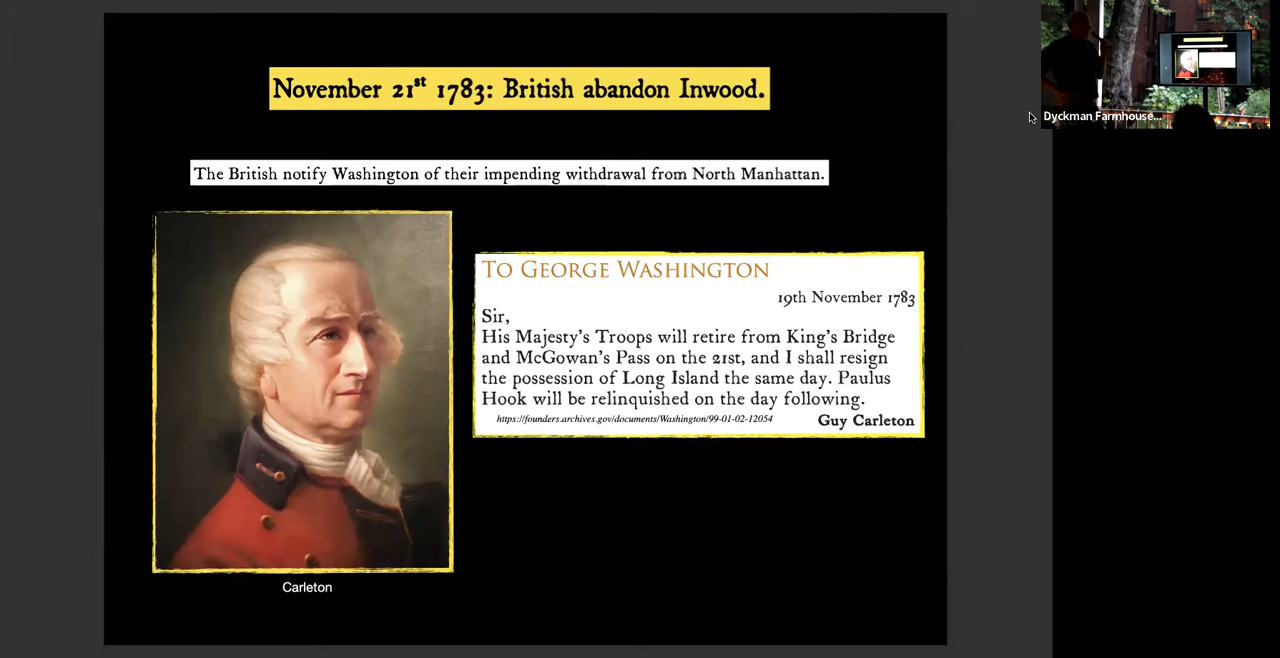 November 21st 1783: British abandon Inwood.
The British notify Washington of their impending withdrawal from North Manhattan.
To George Washington
19th November 1783
Sir,
His Majesty's Troops will retire from King's Bridge
and McGowan's Pass on the 21st, and I shall resign
the possession of Long Island the same day. Paulus
Hook will be relinquished on the day following.
https://founders.archives.gov/documents/Washington/99-01-02-12054
Guy Carleton
Carleton
Dyckman Farmhouse...